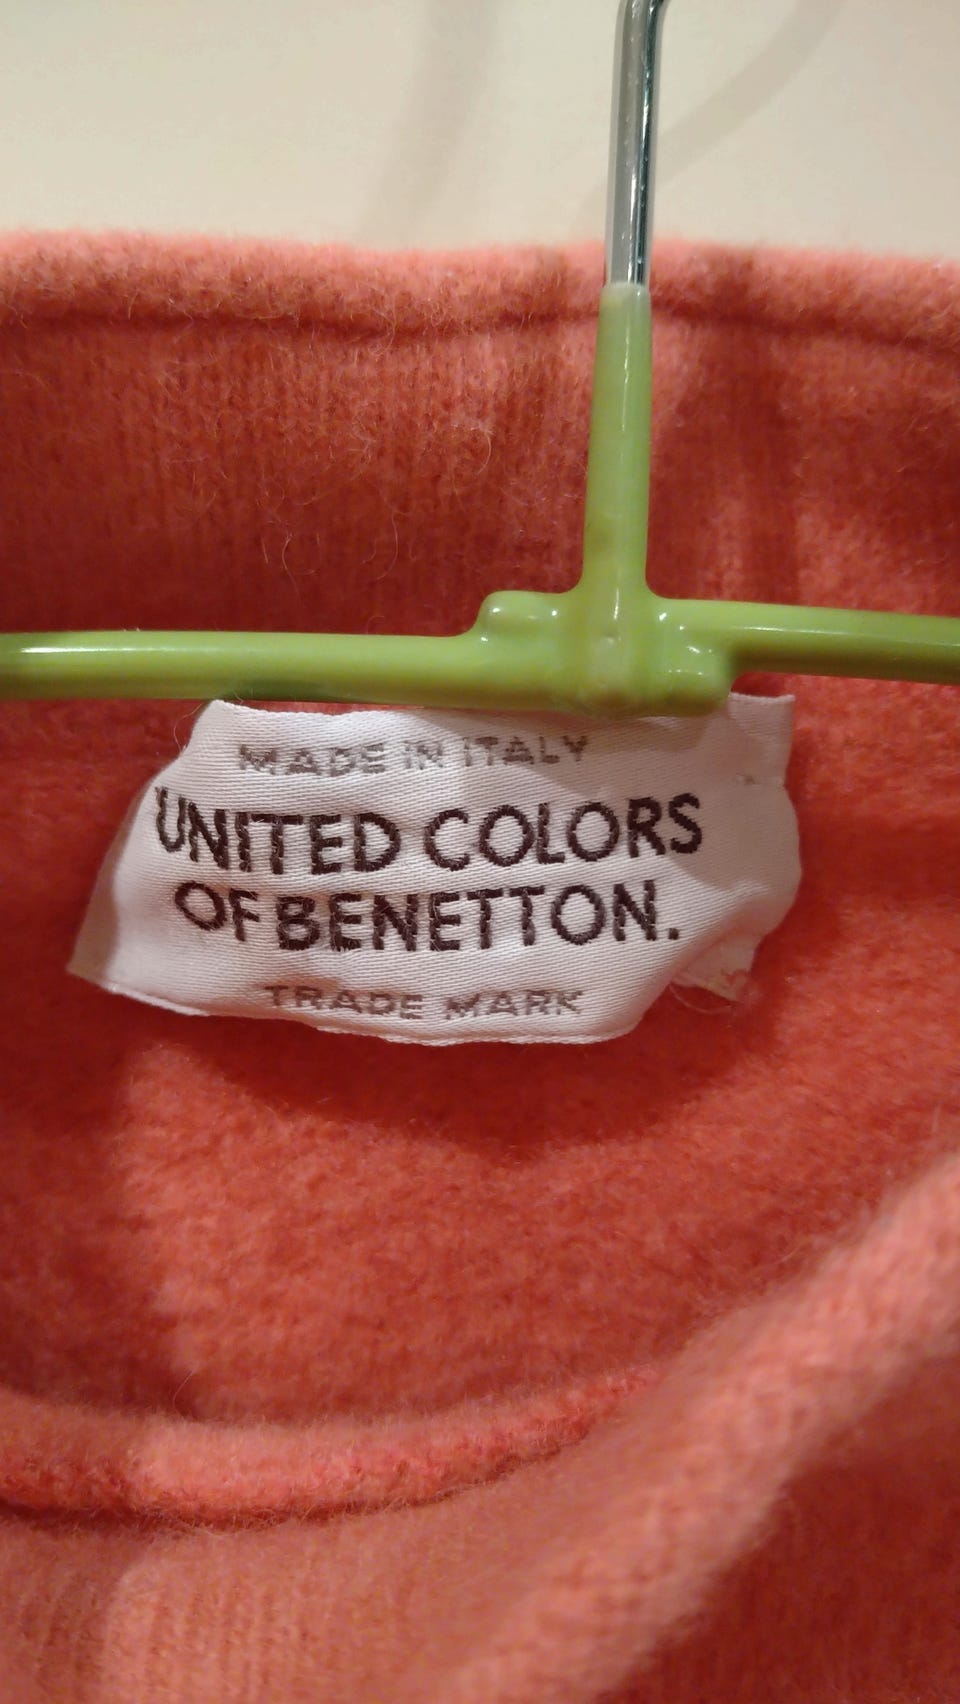 MADE IN ITALY
UNITED COLORS
OF BENETTON.
TRADE MARK